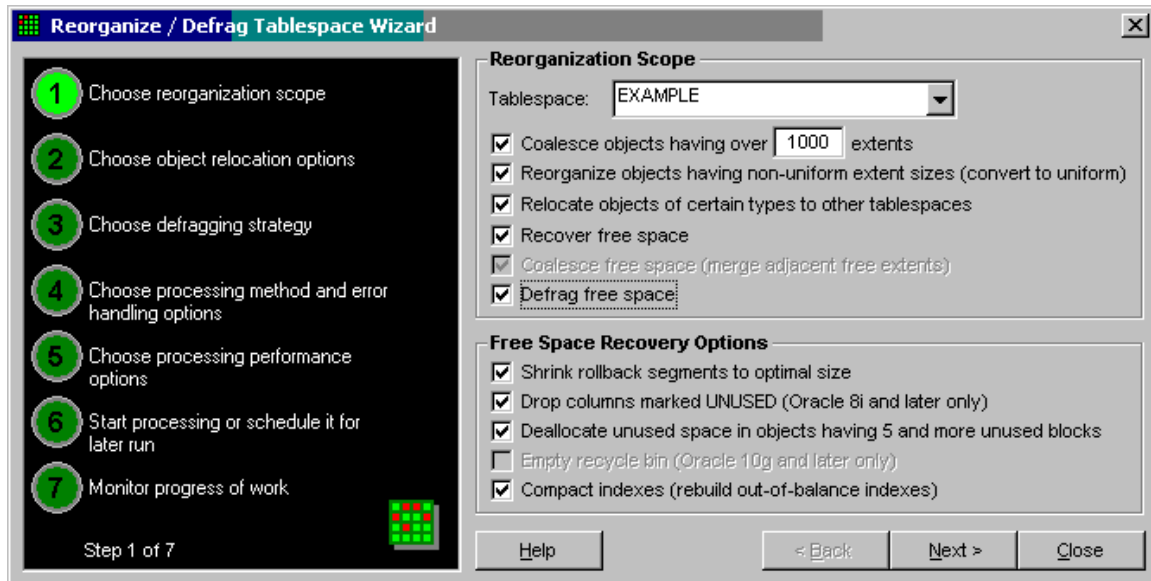 Reorganize / Defrag Tablespace Wizard
1 Choose reorganization scope
2 Choose object relocation options
3 Choose defragging strategy
4 Choose processing method and error
handling options
5 Choose processing performance
options
6 Start processing or schedule it for
later run
7 Monitor progress of work
Step 1 of 7
Reorganization Scope
Tablespace: EXAMPLE
Coalesce objects having over 1000 extents
Reorganize objects having non-uniform extent sizes (convert to uniform)
Relocate objects of certain types to other tablespaces
Recover free space
Coalesce free space (merge adjacent free extents)
Defrag free space
Free Space Recovery Options
Shrink rollback segments to optimal size
Drop columns marked UNUSED (Oracle 8i and later only)
Deallocate unused space in objects having 5 and more unused blocks
Empty recycle bin (Oracle 10g and later only)
Compact indexes (rebuild out-of-balance indexes)
Help < Back Next > Close